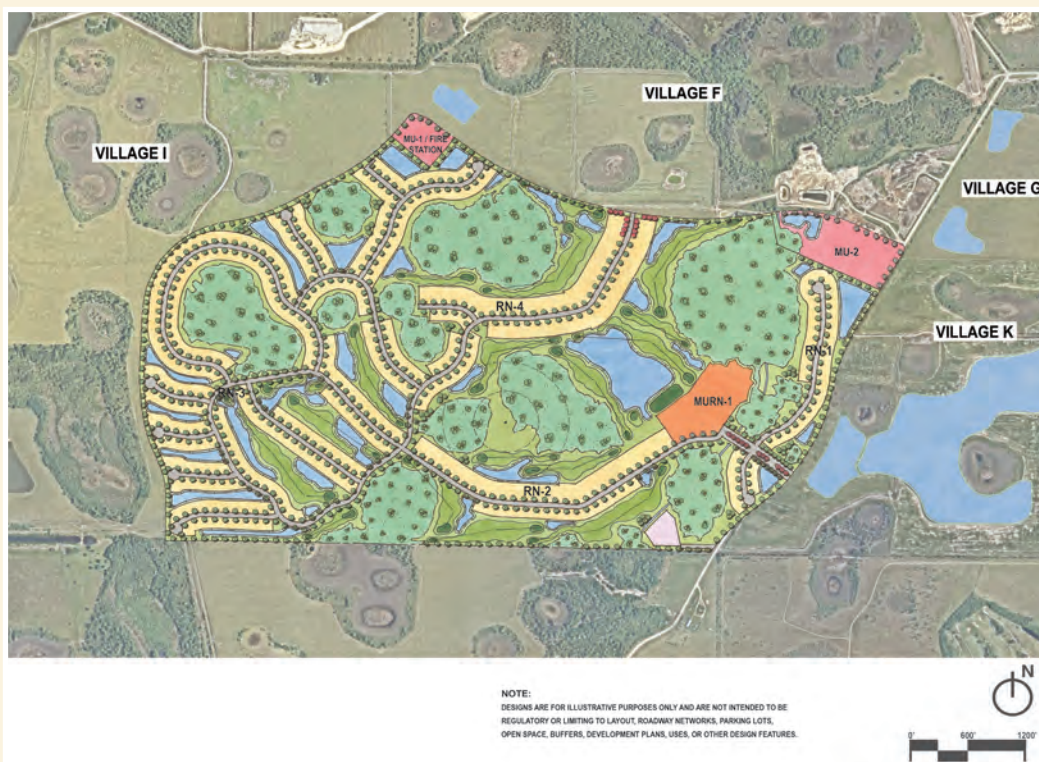 VILLAGE F
VILLAGE I
MU-1 / FIRE
STATION
VILLAGE G
MU-2
VILLAGE K
RN-4
RN-1
RN-3
MURN-1
RN-2
N
NOTE:
DESIGNS ARE FOR ILLUSTRATIVE PURPOSES ONLY AND ARE NOT INTENDED TO BE
REGULATORY OR LIMITING TO LAYOUT, ROADWAY NETWORKS, PARKING LOTS,
OPEN SPACE, BUFFERS, DEVELOPMENT PLANS, USES, OR OTHER DESIGN FEATURES.
0' 600' 1200'